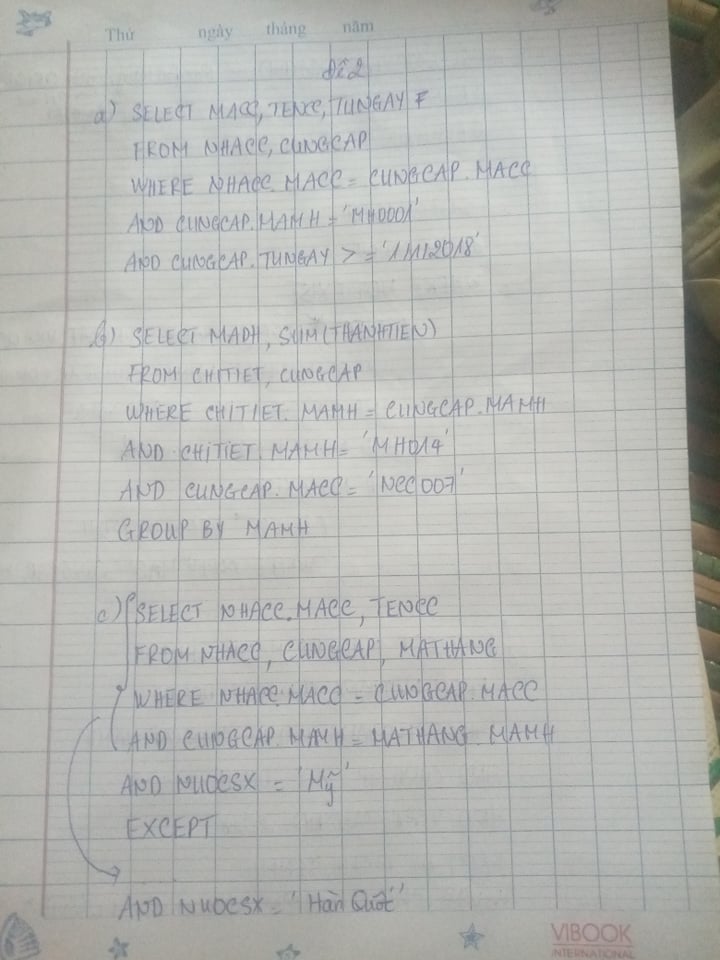 Thứ ngày tháng năm
Đề 2
a) SELECT MACC, TENCC, TUNGAY
FROM NHACC, CUNGCAP
WHERE NHACC.MACC = CUNGCAP.MACC
AND CUNGCAP.MAMH = 'MH0001'
AND CUNGCAP.TUNGAY >= '1/1/2018'
b) SELECT MADH, SUM(THANHTIEN)
FROM CHITIET, CUNGCAP
WHERE CHITIET.MAMH = CUNGCAP.MAMH
AND CHITIET.MAMH = 'MH014'
AND CUNGCAP.MACC = 'NCC007'
GROUP BY MAMH
c) SELECT NHACC.MACC, TENCC
FROM NHACC, CUNGCAP, MATHANG
WHERE NHACC.MACC = CUNGCAP.MACC
AND CUNGCAP.MAMH = MATHANG.MAMH
AND NUOCSX = 'Mỹ'
EXCEPT
AND NUOCSX = 'Hàn Quốc'
VIBOOK
INTERNATIONAL